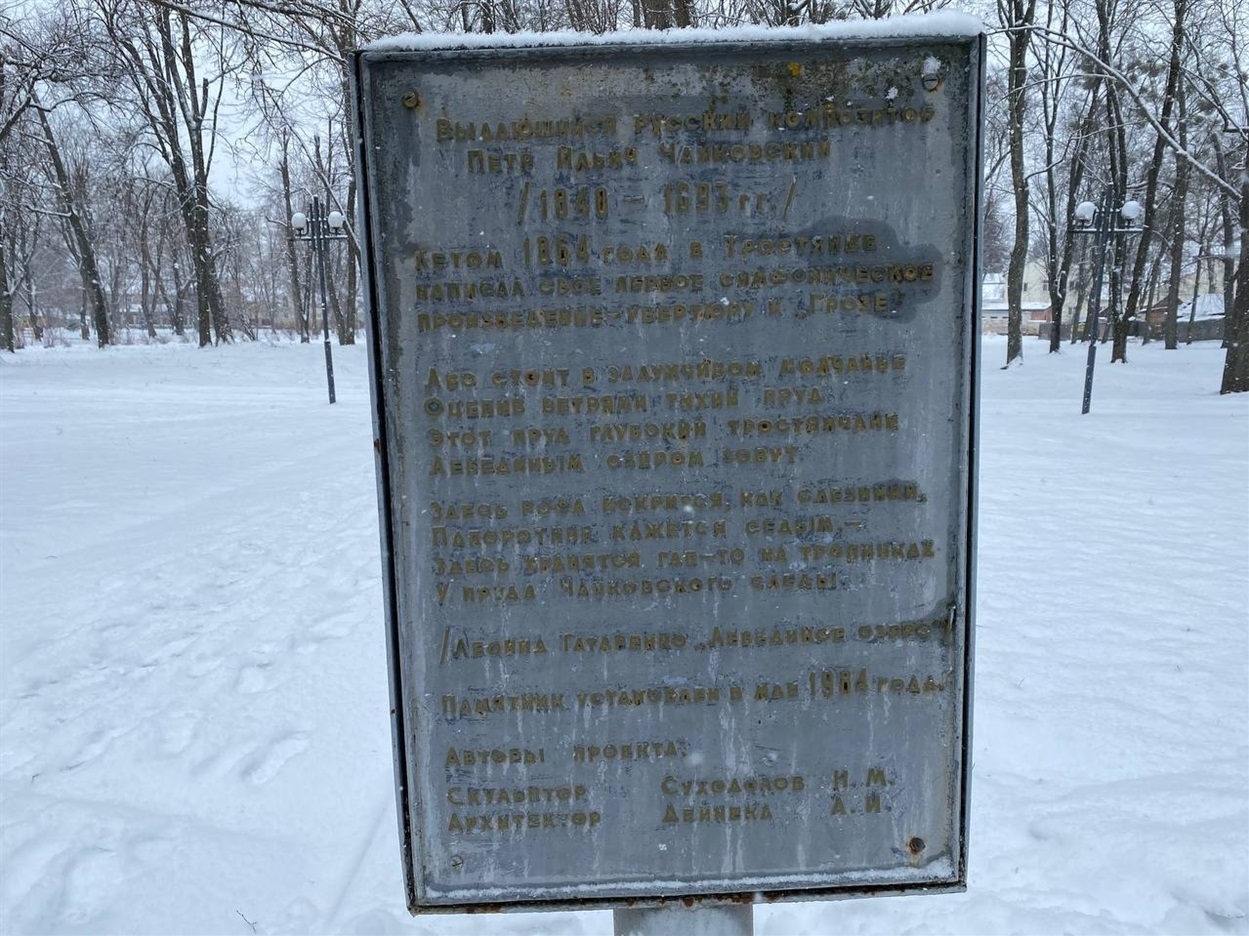 Выдающийся русский композитор
Петр Ильич Чайковский
/1840 – 1893 гг./
Летом 1864 года в Тростянце
написал свое первое симфоническое
произведение-увертюру к „Грозе"
стоит в задумчивом молчанье
ветрами тихий пруд.
Этот пруд глубокий тростянчане
Лебединым озером зовут.
Здесь роса искрится, как слезинки,
Папоротник кажется седым,–
Здесь хранятся где-то на тропинках
У пруда Чайковского следы.
/Леонид „Лебединое озеро"/
Памятник установлен в мае 1984 года.
Авторы проекта:
Скульптор Суходолов Н. М.
Архитектор Дейнека А. И.